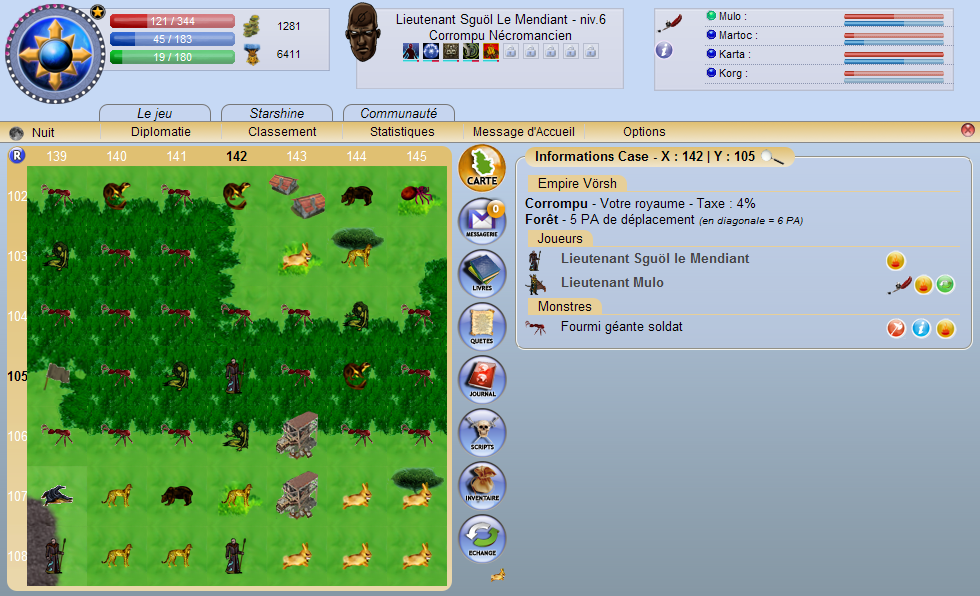 121 / 344
45 / 183
19 / 180
1281
6411
Lieutenant Sguöl Le Mendiant - niv.6
Corrompu Nécromancien
Mulo :
Martoc :
Karta :
Korg :
Le jeu
Starshine
Communauté
Nuit
Diplomatie
Classement
Statistiques
Message d'Accueil
Options
R
139 140 141 142 143 144 145
102
103
104
105
106
107
108
CARTE
0
MESSAGERIE
LIVRES
QUETES
JOURNAL
SCRIPTS
INVENTAIRE
ECHANGE
Informations Case - X : 142 | Y : 105
Empire Vörsh
Corrompu - Votre royaume - Taxe : 4%
Forêt - 5 PA de déplacement (en diagonale = 6 PA)
Joueurs
Lieutenant Sguöl le Mendiant
Lieutenant Mulo
Monstres
Fourmi géante soldat